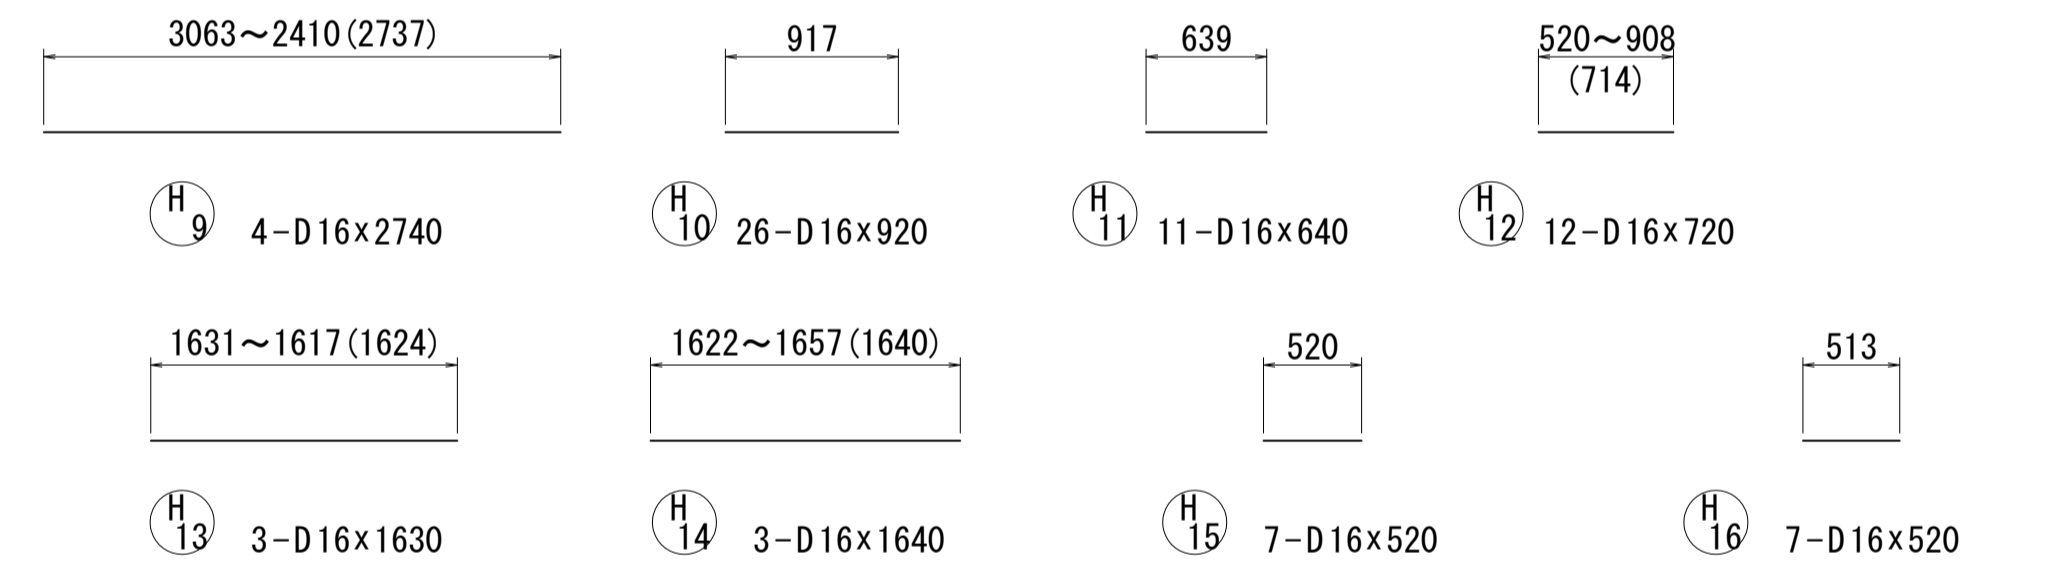 3063～2410(2737)
917
639
520～908
(714)
H
9
4-D16×2740
H
10
26-D16×920
H
11
11-D16×640
H
12
12-D16×720
1631～1617(1624)
1622～1657(1640)
520
513
H
13
3-D16×1630
H
14
3-D16×1640
H
15
7-D16×520
H
16
7-D16×520